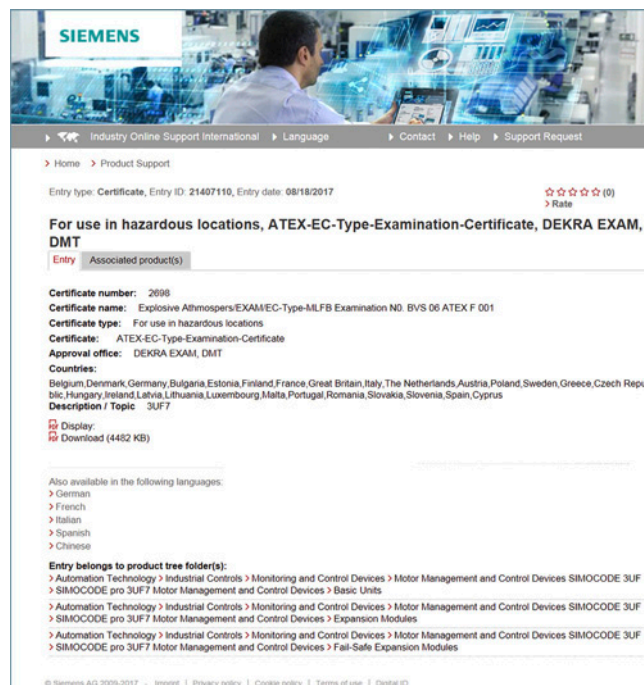 SIEMENS
Industry Online Support International Language Contact Help Support Request
Home Product Support
Entry type: Certificate, Entry ID: 21407110, Entry date: 08/18/2017 (0)
Rate
For use in hazardous locations, ATEX-EC-Type-Examination-Certificate, DEKRA EXAM,
DMT
Entry Associated product(s)
Certificate number: 2698
Certificate name: Explosive Athmospers/EXAM/EC-Type-MLFB Examination N0. BVS 06 ATEX F 001
Certificate type: For use in hazardous locations
Certificate: ATEX-EC-Type-Examination-Certificate
Approval office: DEKRA EXAM, DMT
Countries:
Belgium,Denmark,Germany,Bulgaria,Estonia,Finland,France,Great Britain,Italy,The Netherlands,Austria,Poland,Sweden,Greece,Czech Repu
blic,Hungary,Ireland,Latvia,Lithuania,Luxembourg,Malta,Portugal,Romania,Slovakia,Slovenia,Spain,Cyprus
Description / Topic 3UF7
Display:
Download (4482 KB)
Also available in the following languages:
German
French
Italian
Spanish
Chinese
Entry belongs to product tree folder(s):
Automation Technology > Industrial Controls > Monitoring and Control Devices > Motor Management and Control Devices SIMOCODE 3UF
> SIMOCODE pro 3UF7 Motor Management and Control Devices > Basic Units
> Automation Technology > Industrial Controls > Monitoring and Control Devices > Motor Management and Control Devices SIMOCODE 3UF
> SIMOCODE pro 3UF7 Motor Management and Control Devices > Expansion Modules
> Automation Technology > Industrial Controls > Monitoring and Control Devices > Motor Management and Control Devices SIMOCODE 3UF
> SIMOCODE pro 3UF7 Motor Management and Control Devices > Fail-Safe Expansion Modules
© Siemens AG 2009-2017 - Imprint | Privacy policy | Cookie policy | Terms of use | Digital ID